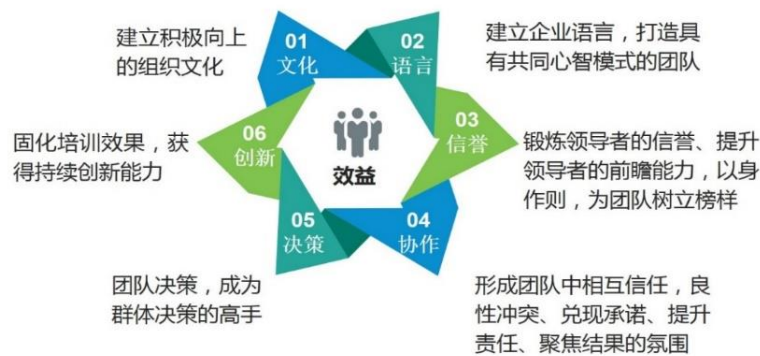 01
文化
建立积极向上
的组织文化
02
语言
建立企业语言，打造具
有共同心智模式的团队
03
信誉
锻炼领导者的信誉、提升
领导者的前瞻能力，以身
作则，为团队树立榜样
04
协作
形成团队中相互信任，良
性冲突、兑现承诺、提升
责任、聚焦结果的氛围
05
决策
团队决策，成为
群体决策的高手
06
创新
固化培训效果，获
得持续创新能力
效益